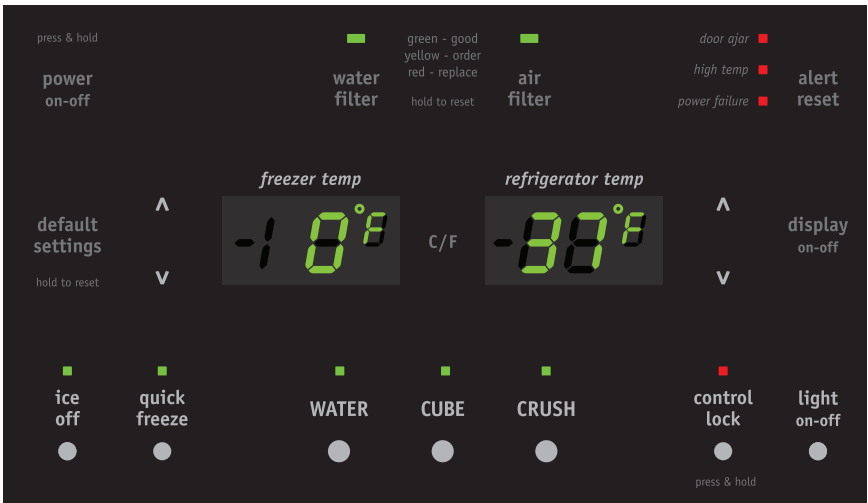 press & hold
power
on-off
water
filter
green - good
yellow - order
red - replace
hold to reset
air
filter
door ajar
high temp
power failure
alert
reset
default
settings
hold to reset
freezer temp
0°F
C/F
refrigerator temp
37°F
display
on-off
ice
off
quick
freeze
WATER
CUBE
CRUSH
control
lock
press & hold
light
on-off